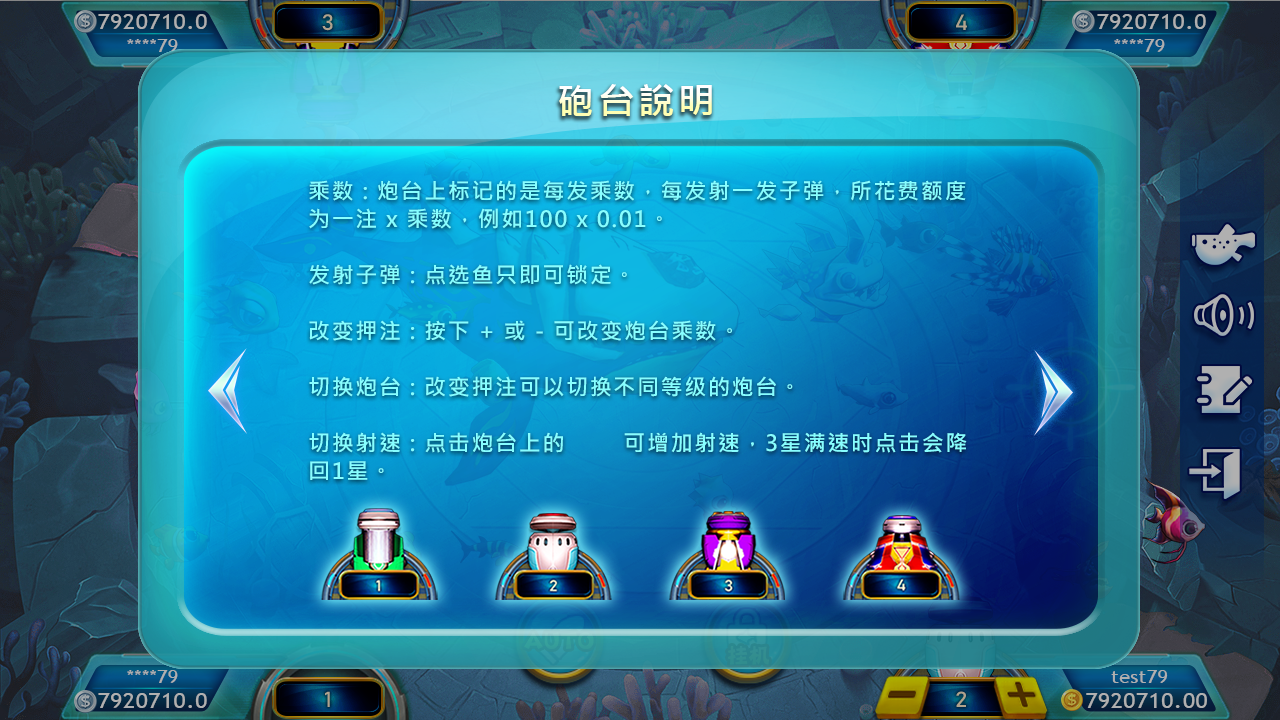 7920710.0
****79
3
4
7920710.0
****79
砲台說明
乘数：炮台上标记的是每发乘数，每发射一发子弹，所花费额度
为一注 x 乘数，例如100 x 0.01。
发射子弹：点选鱼只即可锁定。
改变押注：按下 + 或 - 可改变炮台乘数。
切换炮台：改变押注可以切换不同等级的炮台。
切换射速：点击炮台上的 可增加射速，3星满速时点击会降
回1星。
1
2
3
4
AUTO
****79
7920710.0
1
2
test79
7920710.00